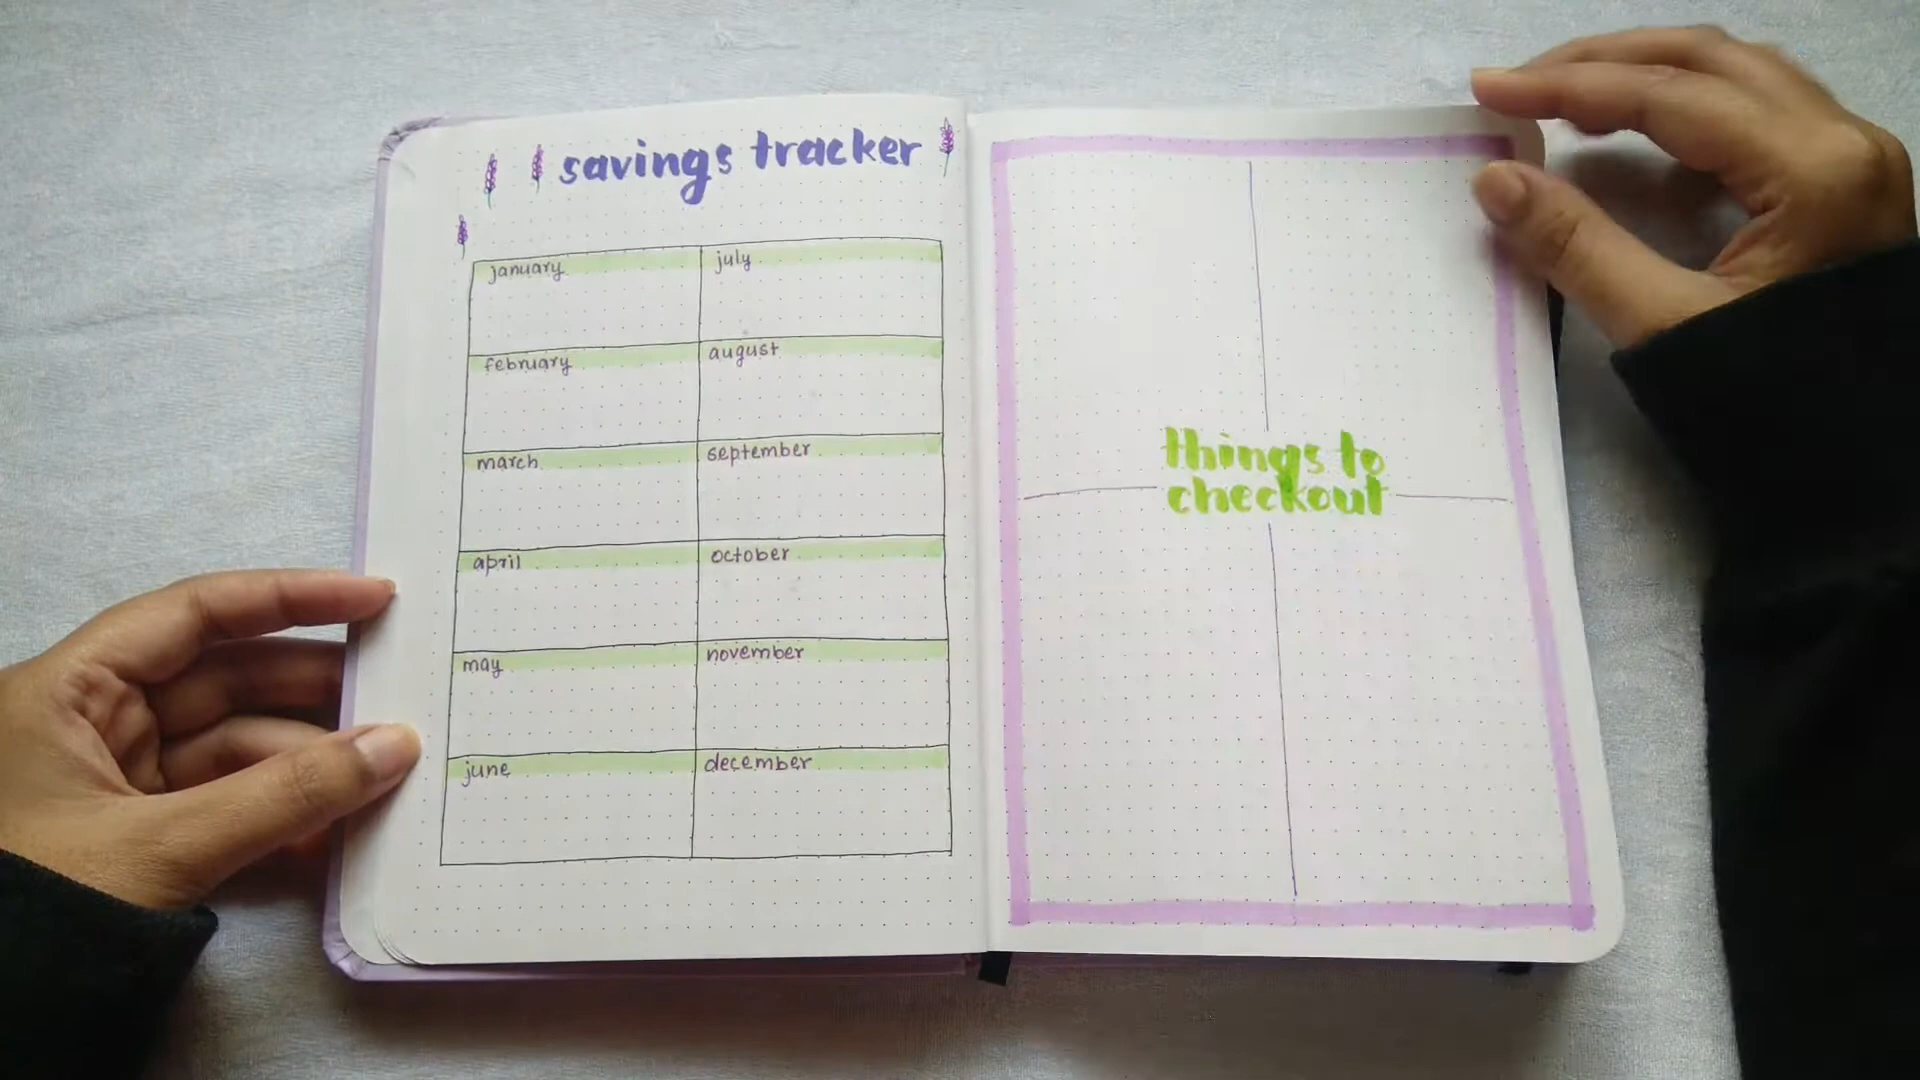 savings tracker
january
february
march
april
may
june
july
august
september
october
november
december
things to
checkout